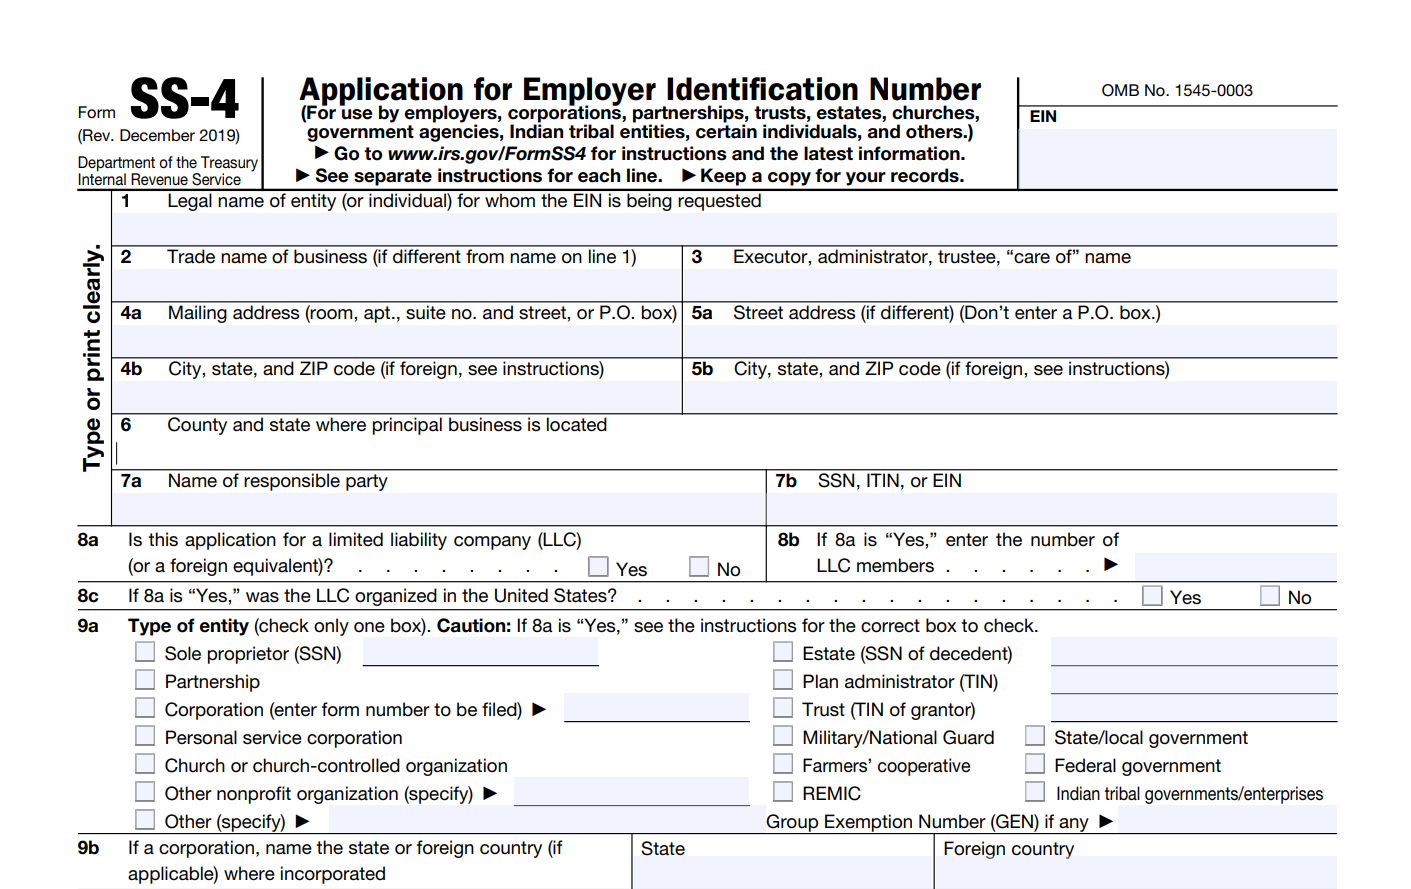 Form SS-4
(Rev. December 2019)
Department of the Treasury
Internal Revenue Service
Application for Employer Identification Number
(For use by employers, corporations, partnerships, trusts, estates, churches,
government agencies, Indian tribal entities, certain individuals, and others.)
▶ Go to www.irs.gov/FormSS4 for instructions and the latest information.
▶ See separate instructions for each line. ▶ Keep a copy for your records.
OMB No. 1545-0003
EIN
Type or print clearly.
1 Legal name of entity (or individual) for whom the EIN is being requested
2 Trade name of business (if different from name on line 1)
3 Executor, administrator, trustee, “care of” name
4a Mailing address (room, apt., suite no. and street, or P.O. box)
5a Street address (if different) (Don’t enter a P.O. box.)
4b City, state, and ZIP code (if foreign, see instructions)
5b City, state, and ZIP code (if foreign, see instructions)
6 County and state where principal business is located
7a Name of responsible party
7b SSN, ITIN, or EIN
8a Is this application for a limited liability company (LLC)
(or a foreign equivalent)? . . . . . . . . Yes No
8b If 8a is “Yes,” enter the number of
LLC members . . . . . . ▶
8c If 8a is “Yes,” was the LLC organized in the United States? . . . . . . . . . . . . . . . . . . Yes No
9a Type of entity (check only one box). Caution: If 8a is “Yes,” see the instructions for the correct box to check.
Sole proprietor (SSN)
Partnership
Corporation (enter form number to be filed) ▶
Personal service corporation
Church or church-controlled organization
Other nonprofit organization (specify) ▶
Other (specify) ▶
Estate (SSN of decedent)
Plan administrator (TIN)
Trust (TIN of grantor)
Military/National Guard
State/local government
Farmers’ cooperative
Federal government
REMIC
Indian tribal governments/enterprises
Group Exemption Number (GEN) if any ▶
9b If a corporation, name the state or foreign country (if
applicable) where incorporated
State
Foreign country